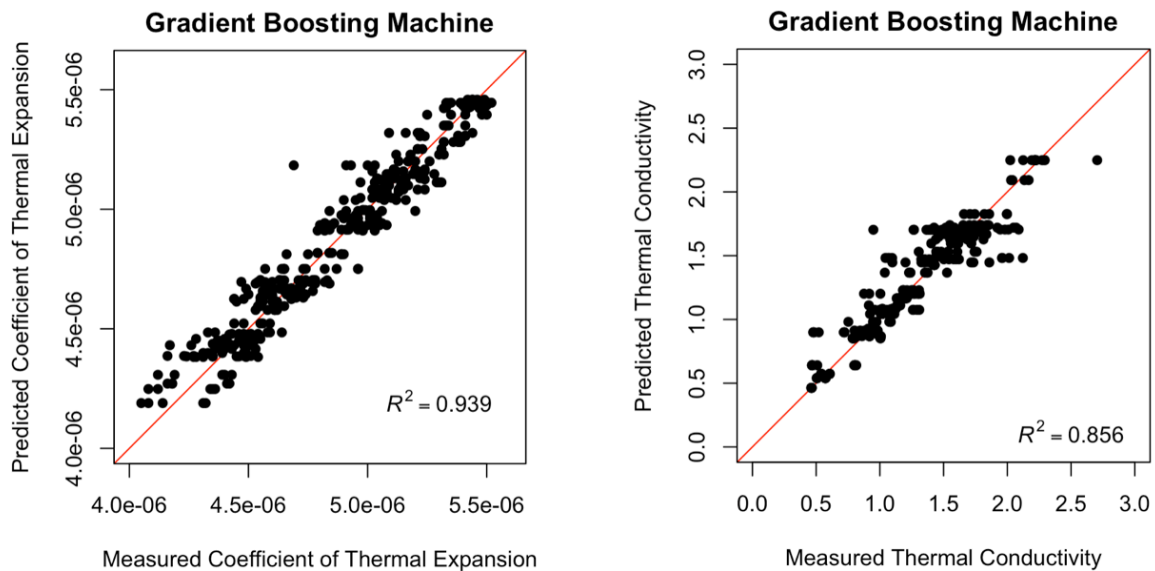 Gradient Boosting Machine
Predicted Coefficient of Thermal Expansion
5.5e-06
5.0e-06
4.5e-06
4.0e-06
R² = 0.939
4.0e-06 4.5e-06 5.0e-06 5.5e-06
Measured Coefficient of Thermal Expansion
Gradient Boosting Machine
Predicted Thermal Conductivity
3.0
2.5
2.0
1.5
1.0
0.5
0.0
R² = 0.856
0.0 0.5 1.0 1.5 2.0 2.5 3.0
Measured Thermal Conductivity